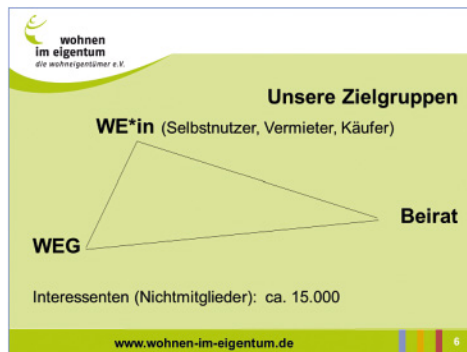 wohnen
im eigentum
die wohneigentümer e.V.
Unsere Zielgruppen
WE*in (Selbstnutzer, Vermieter, Käufer)
Beirat
WEG
Interessenten (Nichtmitglieder): ca. 15.000
www.wohnen-im-eigentum.de
6